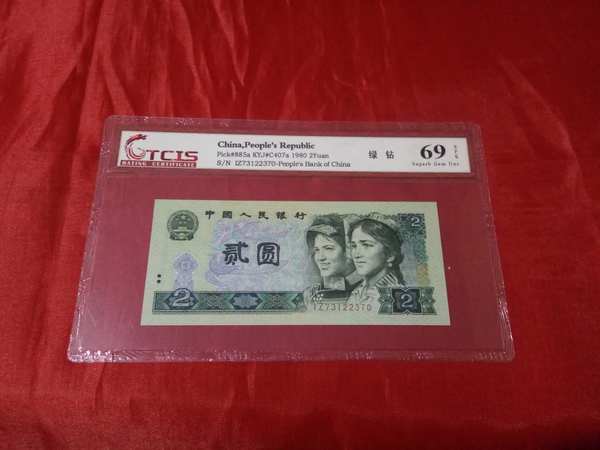 TCIS
RATING CERTIFICATE
China,People's Republic
Pick#885a KYJ#C407a 1980 2Yuan
S/N IZ73122370-People's Bank of China
绿 钻
69 EPQ
Superb Gem Unc
中国人民银行
2
贰圆
2
IZ73122370
2